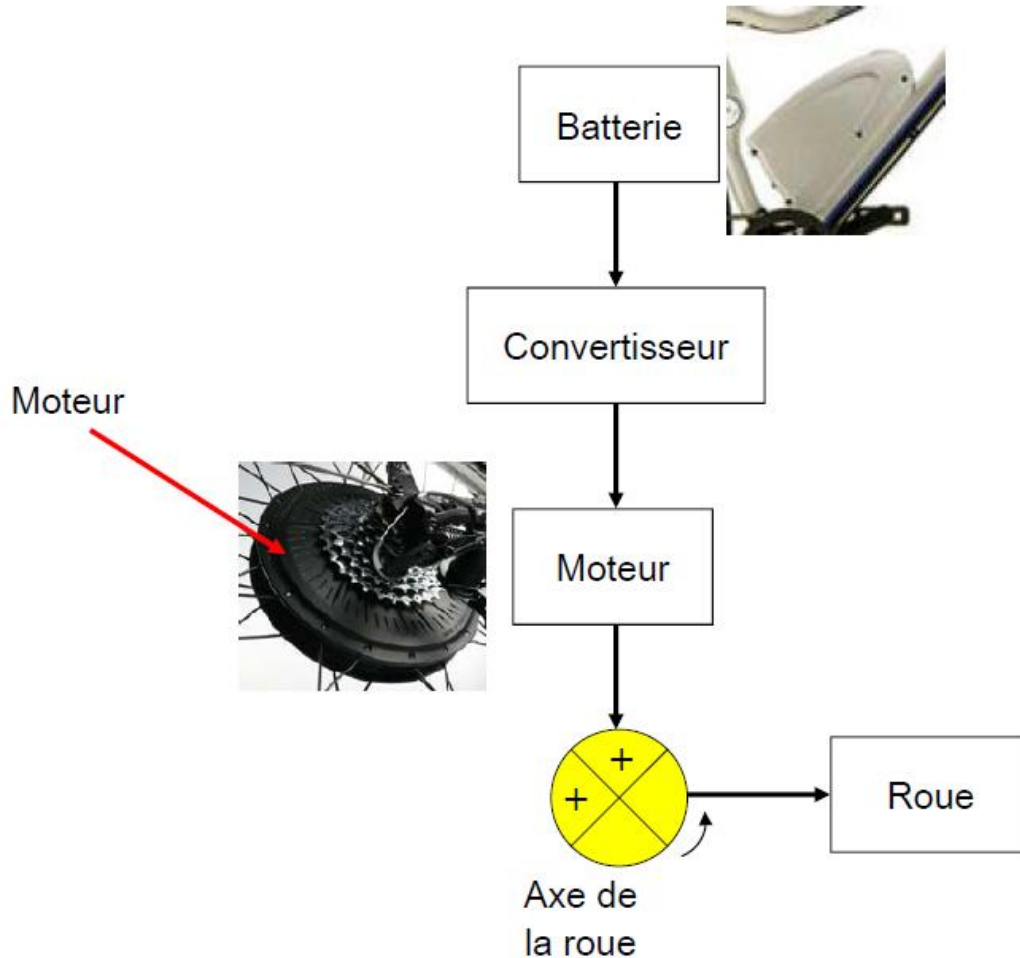 Batterie
Convertisseur
Moteur
Moteur
+
+
Roue
Axe de
la roue